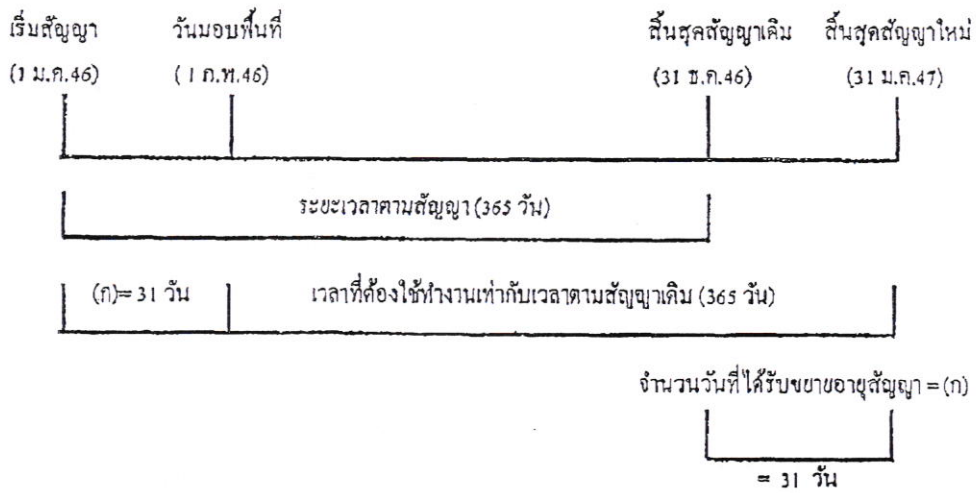 เริ่มสัญญา วันมอบพื้นที่ สิ้นสุดสัญญาเดิม สิ้นสุดสัญญาใหม่
(1 ม.ค.46) (1 ก.พ.46) (31 ธ.ค.46) (31 ม.ค.47)
ระยะเวลาตามสัญญา (365 วัน)
(ก)= 31 วัน เวลาที่ต้องใช้ทำงานเท่ากับเวลาตามสัญญาเดิม (365 วัน)
จำนวนวันที่ได้รับขยายอายุสัญญา = (ก)
= 31 วัน